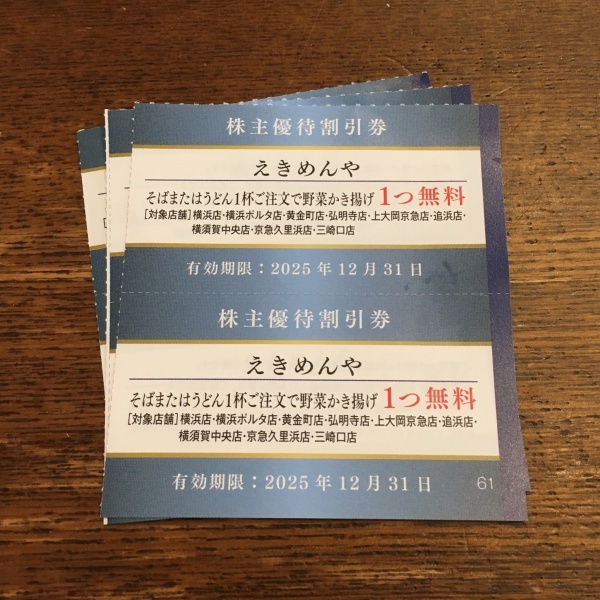 株主優待割引券
えきめんや
そばまたはうどん1杯ご注文で野菜かき揚げ 1つ無料
[対象店舗]横浜店・横浜ポルタ店・黄金町店・弘明寺店・上大岡京急店・追浜店・
横須賀中央店・京急久里浜店・三崎口店
有効期限：2025年12月31日
株主優待割引券
えきめんや
そばまたはうどん1杯ご注文で野菜かき揚げ 1つ無料
[対象店舗]横浜店・横浜ポルタ店・黄金町店・弘明寺店・上大岡京急店・追浜店・
横須賀中央店・京急久里浜店・三崎口店
有効期限：2025年12月31日
61